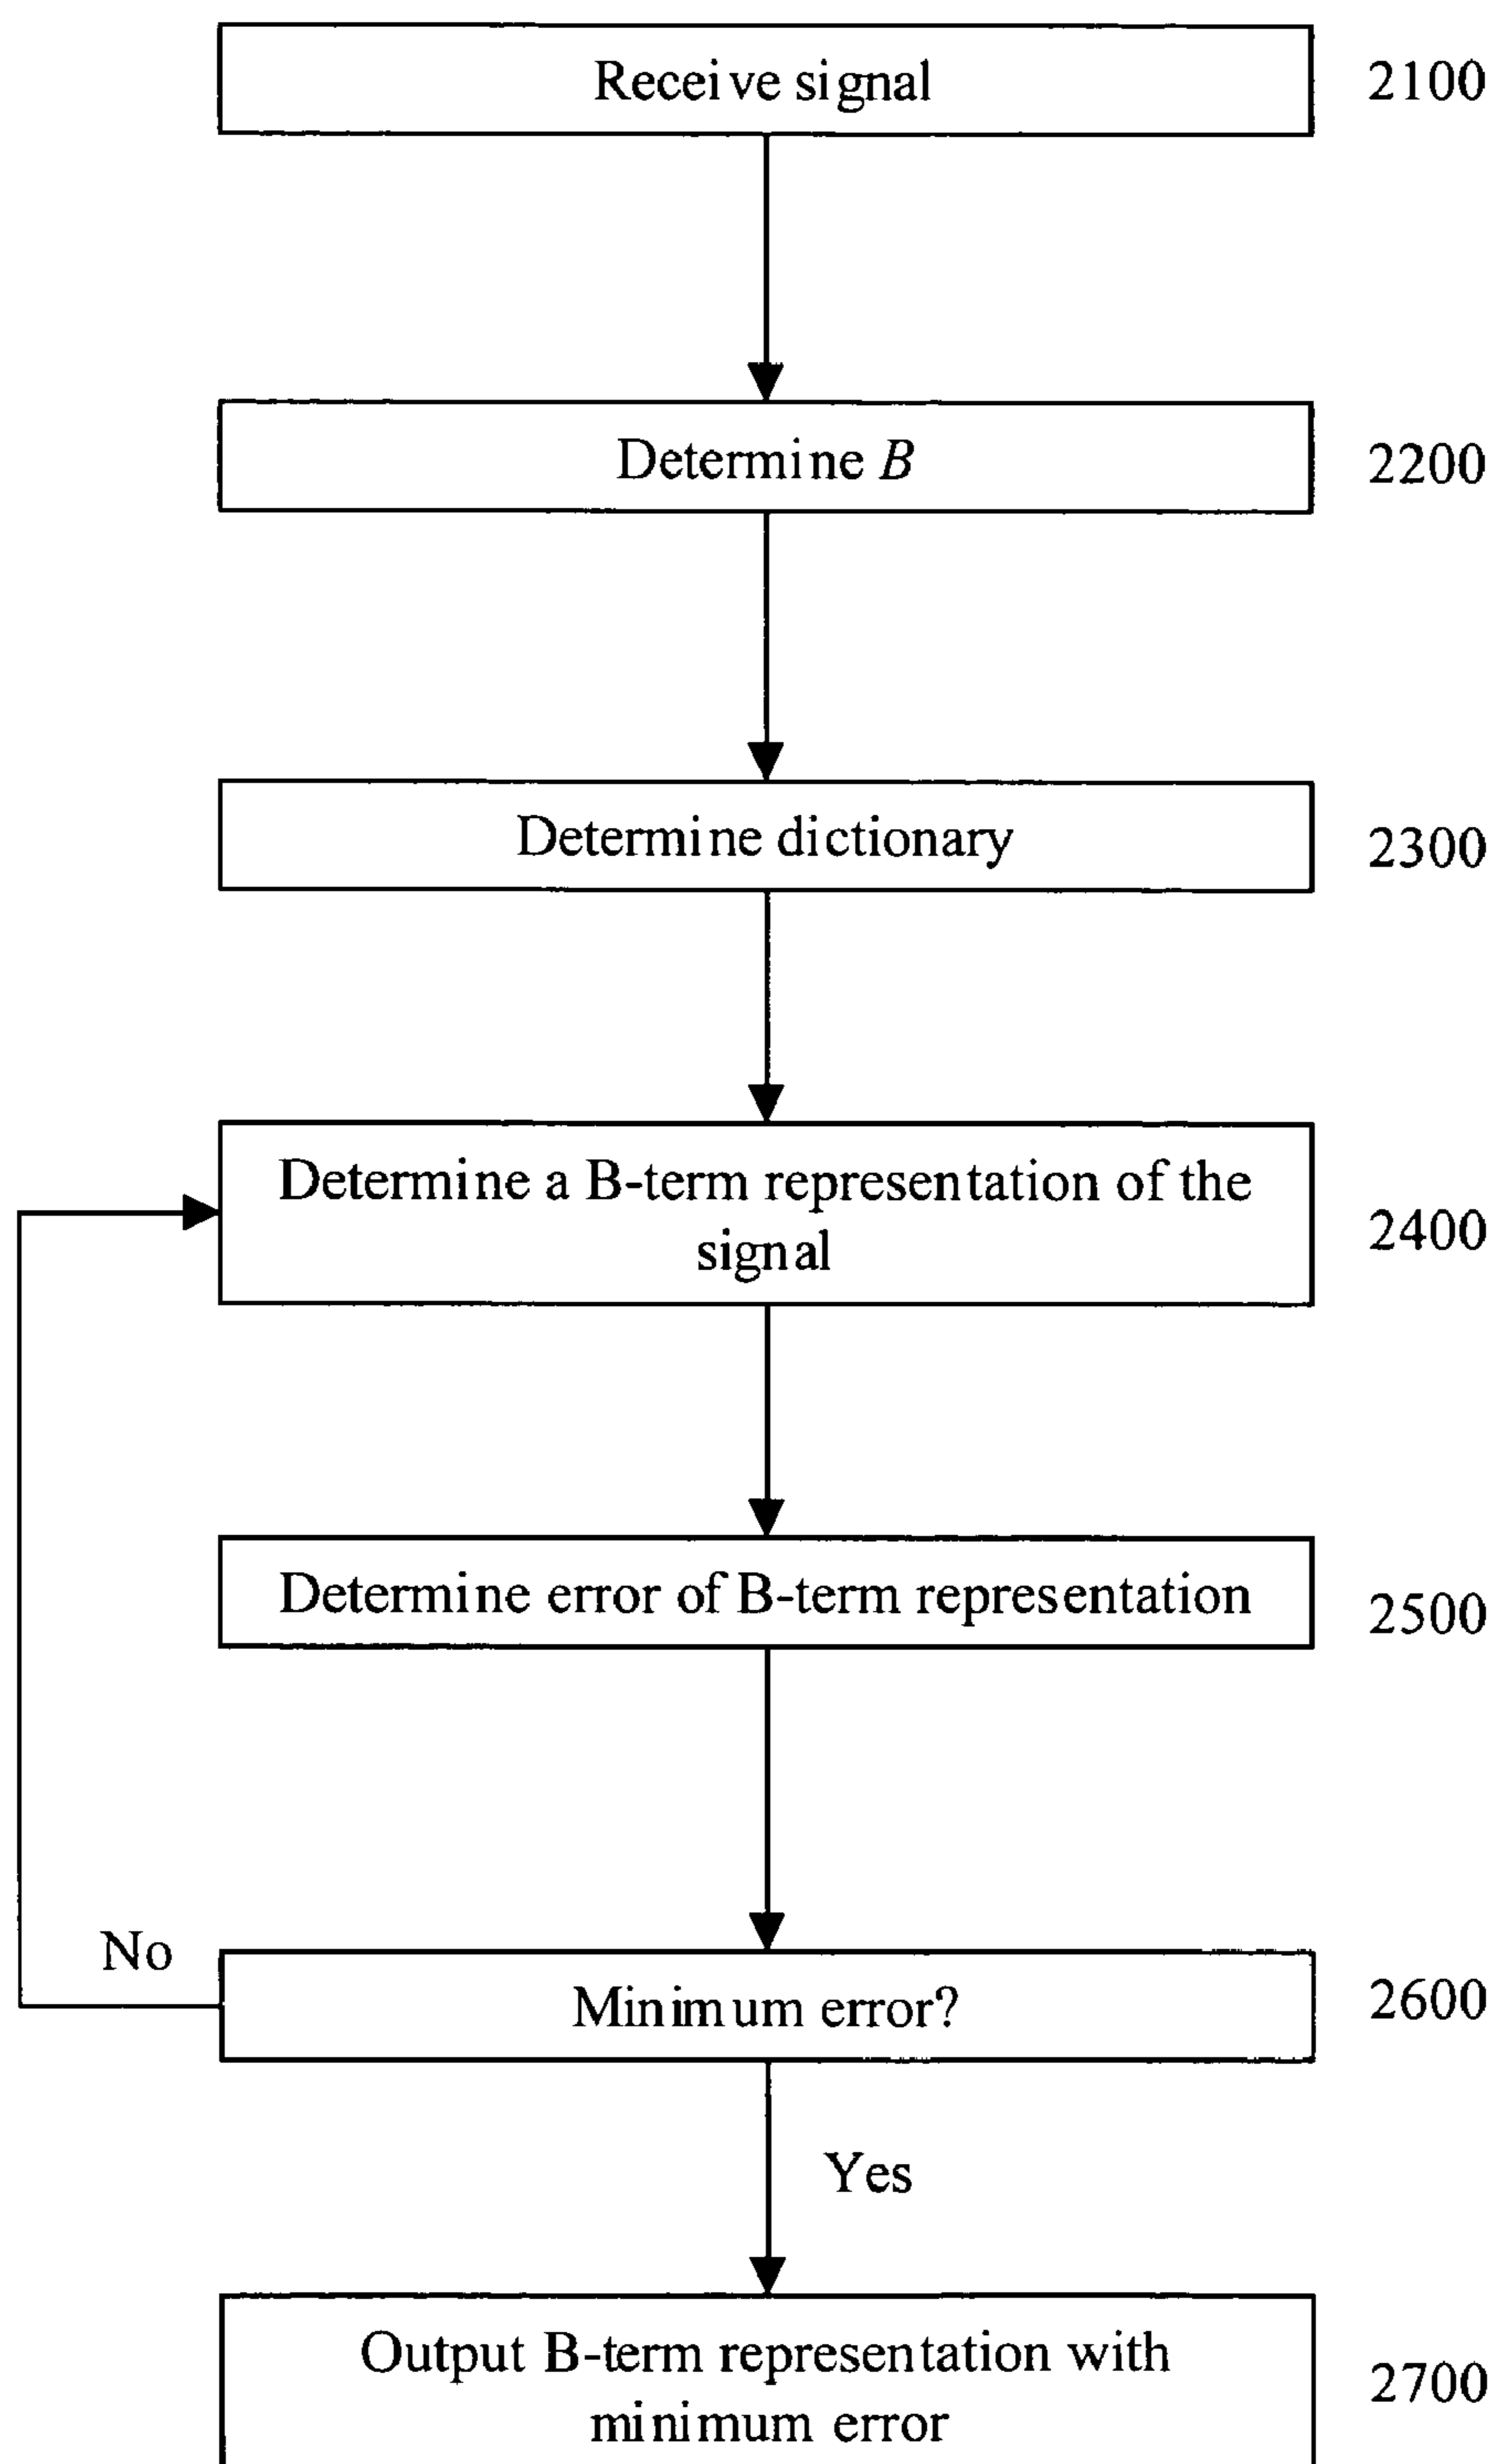 Receive signal
2100
Determine B
2200
Determine dictionary
2300
Determine a B-term representation of the
signal
2400
Determine error of B-term representation
2500
No
Minimum error?
2600
Yes
Output B-term representation with
minimum error
2700